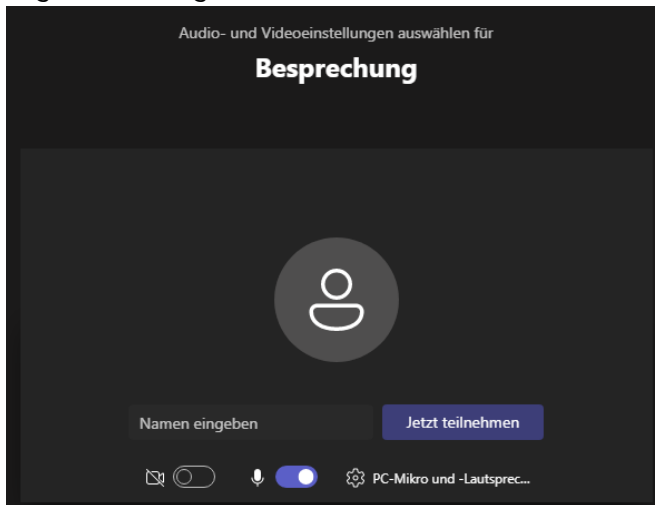 Audio- und Videoeinstellungen auswählen für
Besprechung
Namen eingeben
Jetzt teilnehmen
PC-Mikro und -Lautsprec...